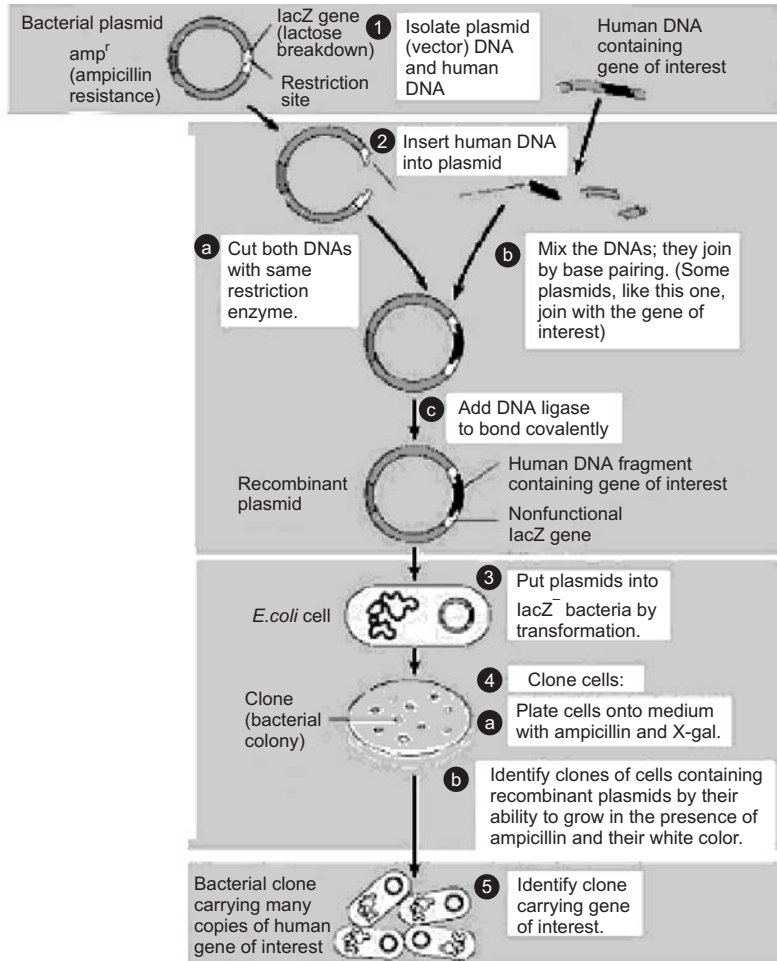 Bacterial plasmid
ampʳ
(ampicillin
resistance)
lacZ gene
(lactose
breakdown)
Restriction
site
1
Isolate plasmid
(vector) DNA
and human
DNA
Human DNA
containing
gene of interest
2
Insert human DNA
into plasmid
a
Cut both DNAs
with same
restriction
enzyme.
b
Mix the DNAs; they join
by base pairing. (Some
plasmids, like this one,
join with the gene of
interest)
c
Add DNA ligase
to bond covalently
Recombinant
plasmid
Human DNA fragment
containing gene of interest
Nonfunctional
lacZ gene
3
Put plasmids into
lacZ⁻ bacteria by
transformation.
E.coli cell
4
Clone cells:
Clone
(bacterial
colony)
a
Plate cells onto medium
with ampicillin and X-gal.
b
Identify clones of cells containing
recombinant plasmids by their
ability to grow in the presence of
ampicillin and their white color.
Bacterial clone
carrying many
copies of human
gene of interest
5
Identify clone
carrying gene
of interest.